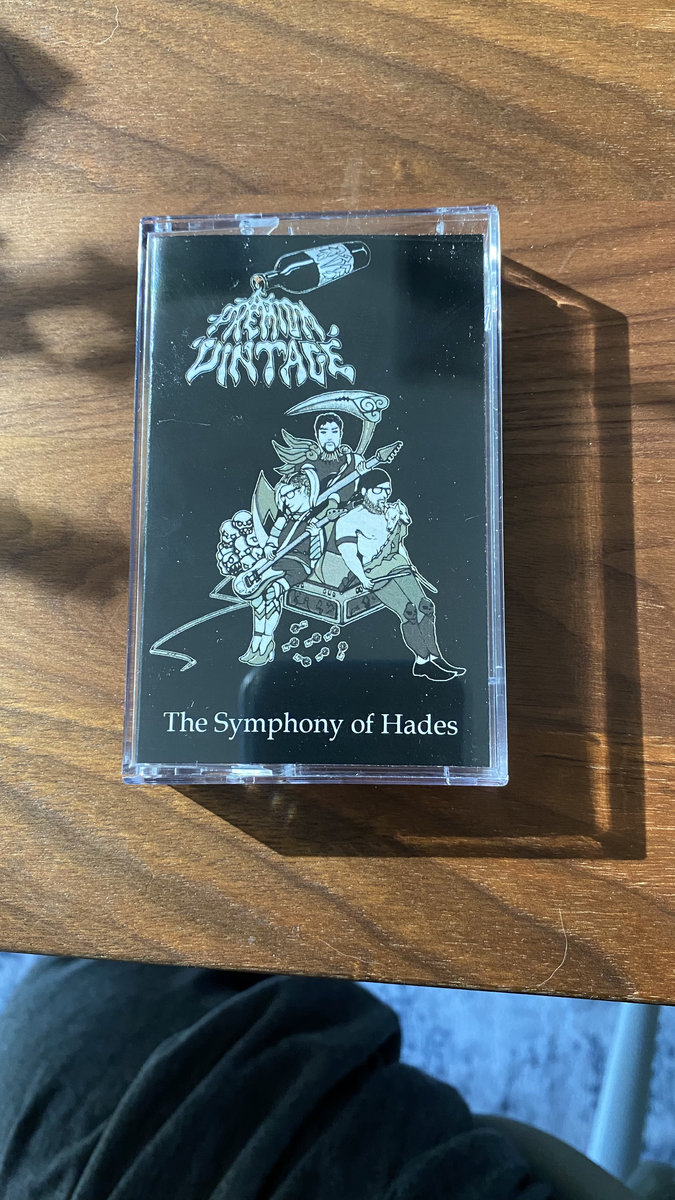 PREMIUM
VINTAGE
The Symphony of Hades